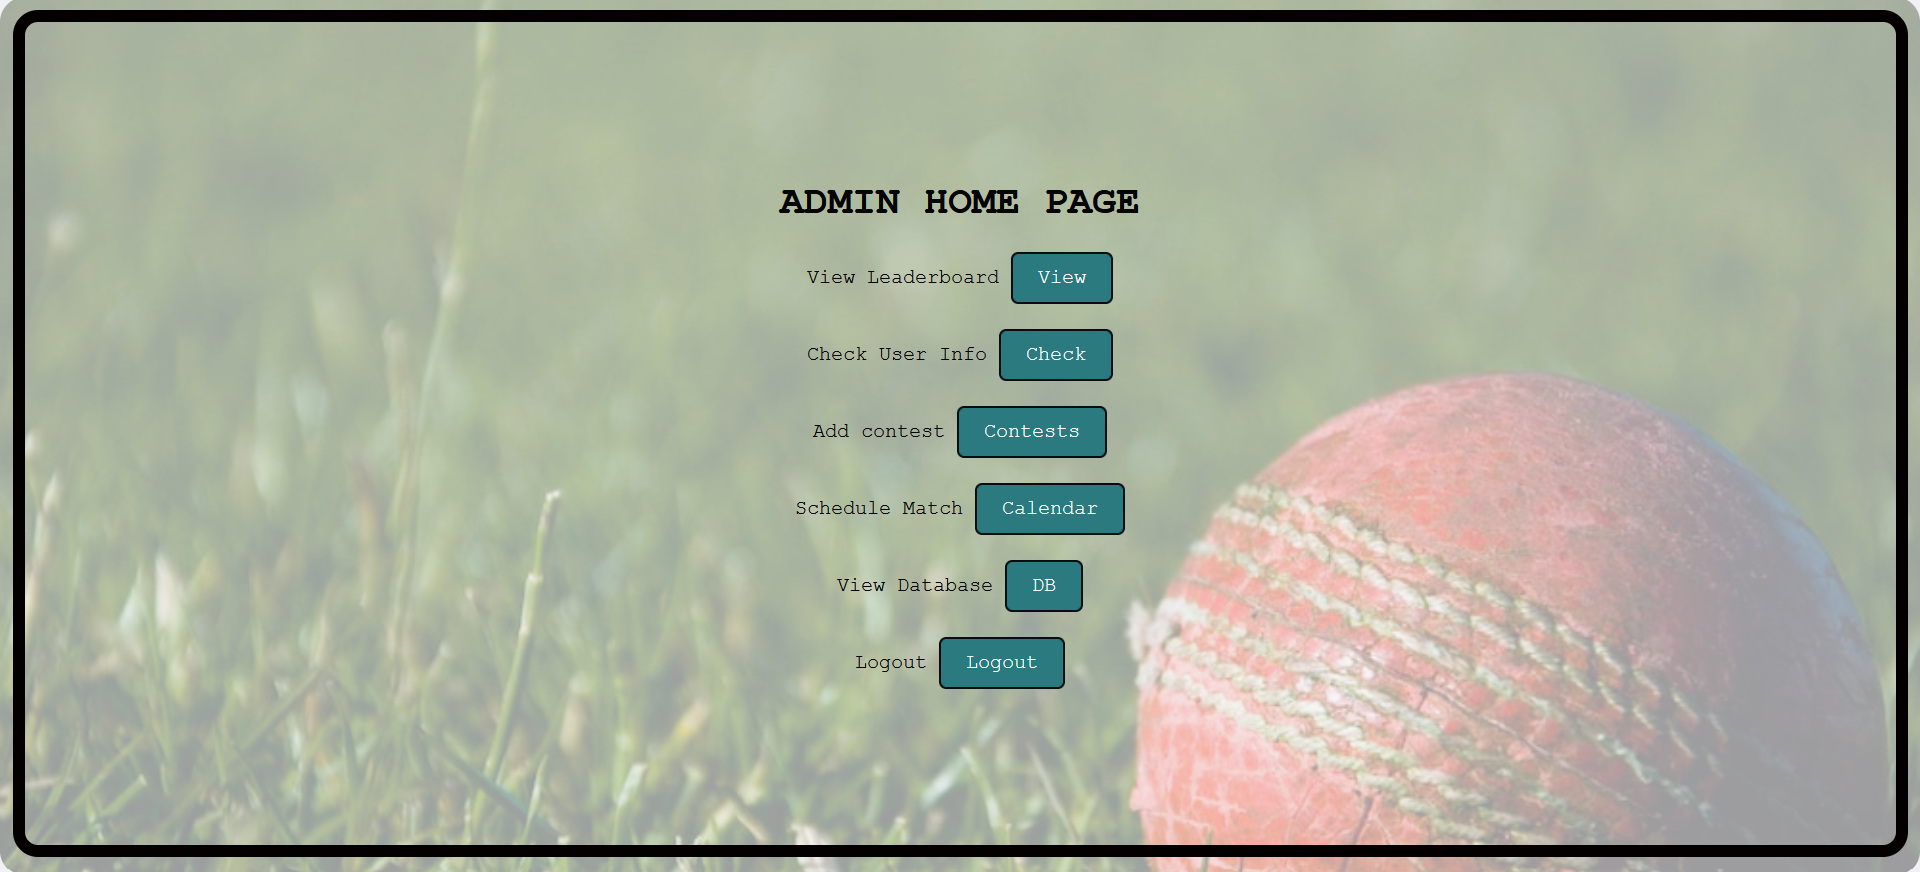 ADMIN HOME PAGE
View Leaderboard View
Check User Info Check
Add contest Contests
Schedule Match Calendar
View Database DB
Logout Logout